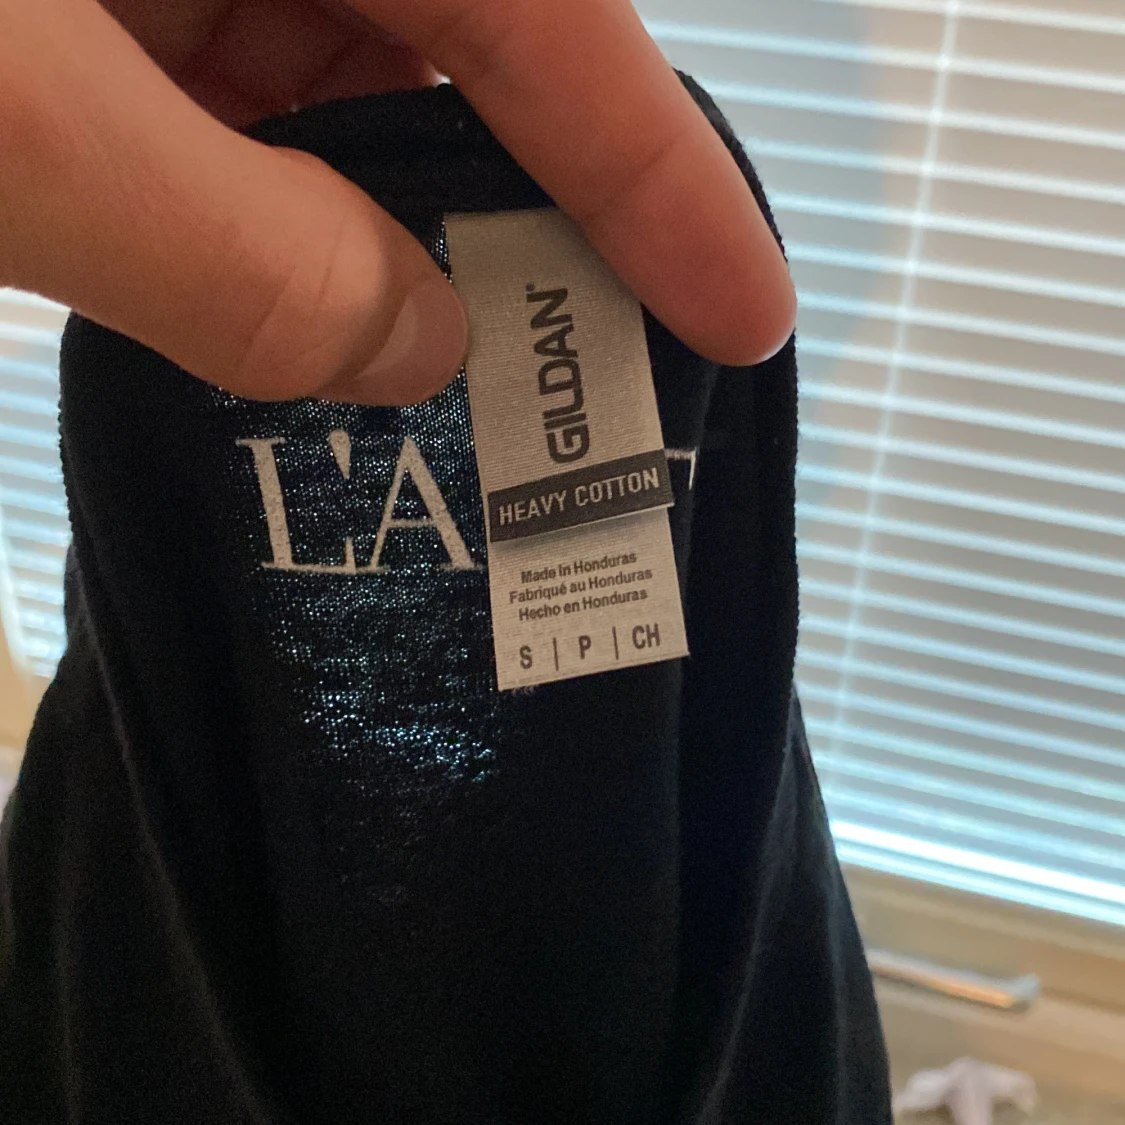 GILDAN
L'A
HEAVY COTTON
Made in Honduras
Fabriqué au Honduras
Hecho en Honduras
S | P | CH